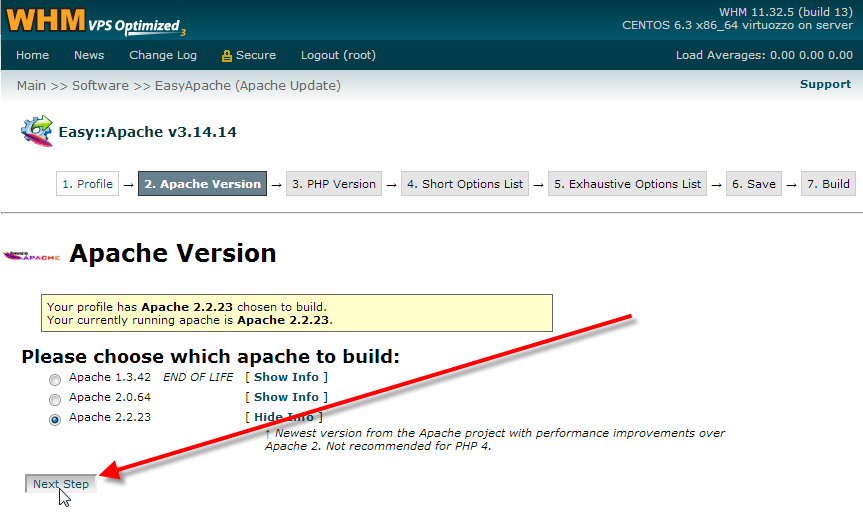 WHM VPS Optimized 3
WHM 11.32.5 (build 13)
CENTOS 6.3 x86_64 virtuozzo on server
Home News Change Log Secure Logout (root) Load Averages: 0.00 0.00 0.00
Main >> Software >> EasyApache (Apache Update) Support
Easy::Apache v3.14.14
1. Profile → 2. Apache Version → 3. PHP Version → 4. Short Options List → 5. Exhaustive Options List → 6. Save → 7. Build
Powered by APACHE
Apache Version
Your profile has Apache 2.2.23 chosen to build.
Your currently running apache is Apache 2.2.23.
Please choose which apache to build:
Apache 1.3.42 END OF LIFE [ Show Info ]
Apache 2.0.64 [ Show Info ]
Apache 2.2.23 [ Hide Info ]
↑ Newest version from the Apache project with performance improvements over
Apache 2. Not recommended for PHP 4.
Next Step